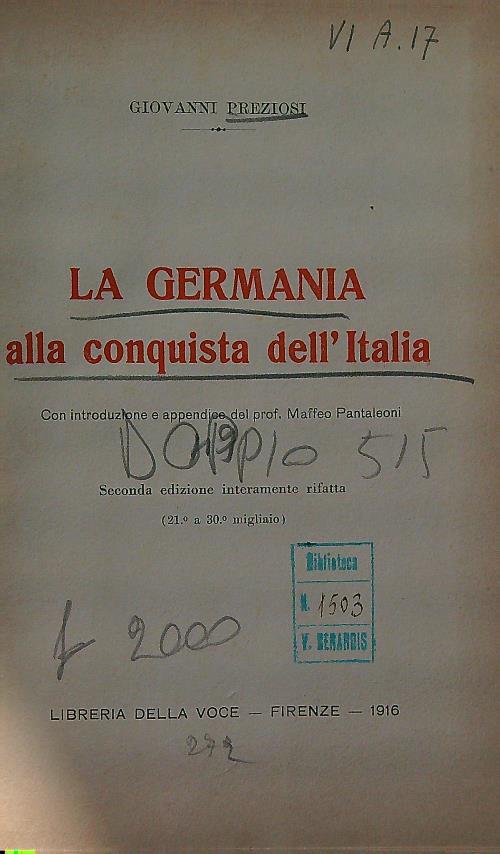 VI A. 17
GIOVANNI PREZIOSI
LA GERMANIA
alla conquista dell'Italia
Con introduzione e appendice del prof. Maffeo Pantaleoni
DOPPIO 515
Seconda edizione interamente rifatta
(21.º a 30.º migliaio)
Biblioteca
N. 1503
V. BERARDIS
£ 2000
LIBRERIA DELLA VOCE — FIRENZE — 1916
272